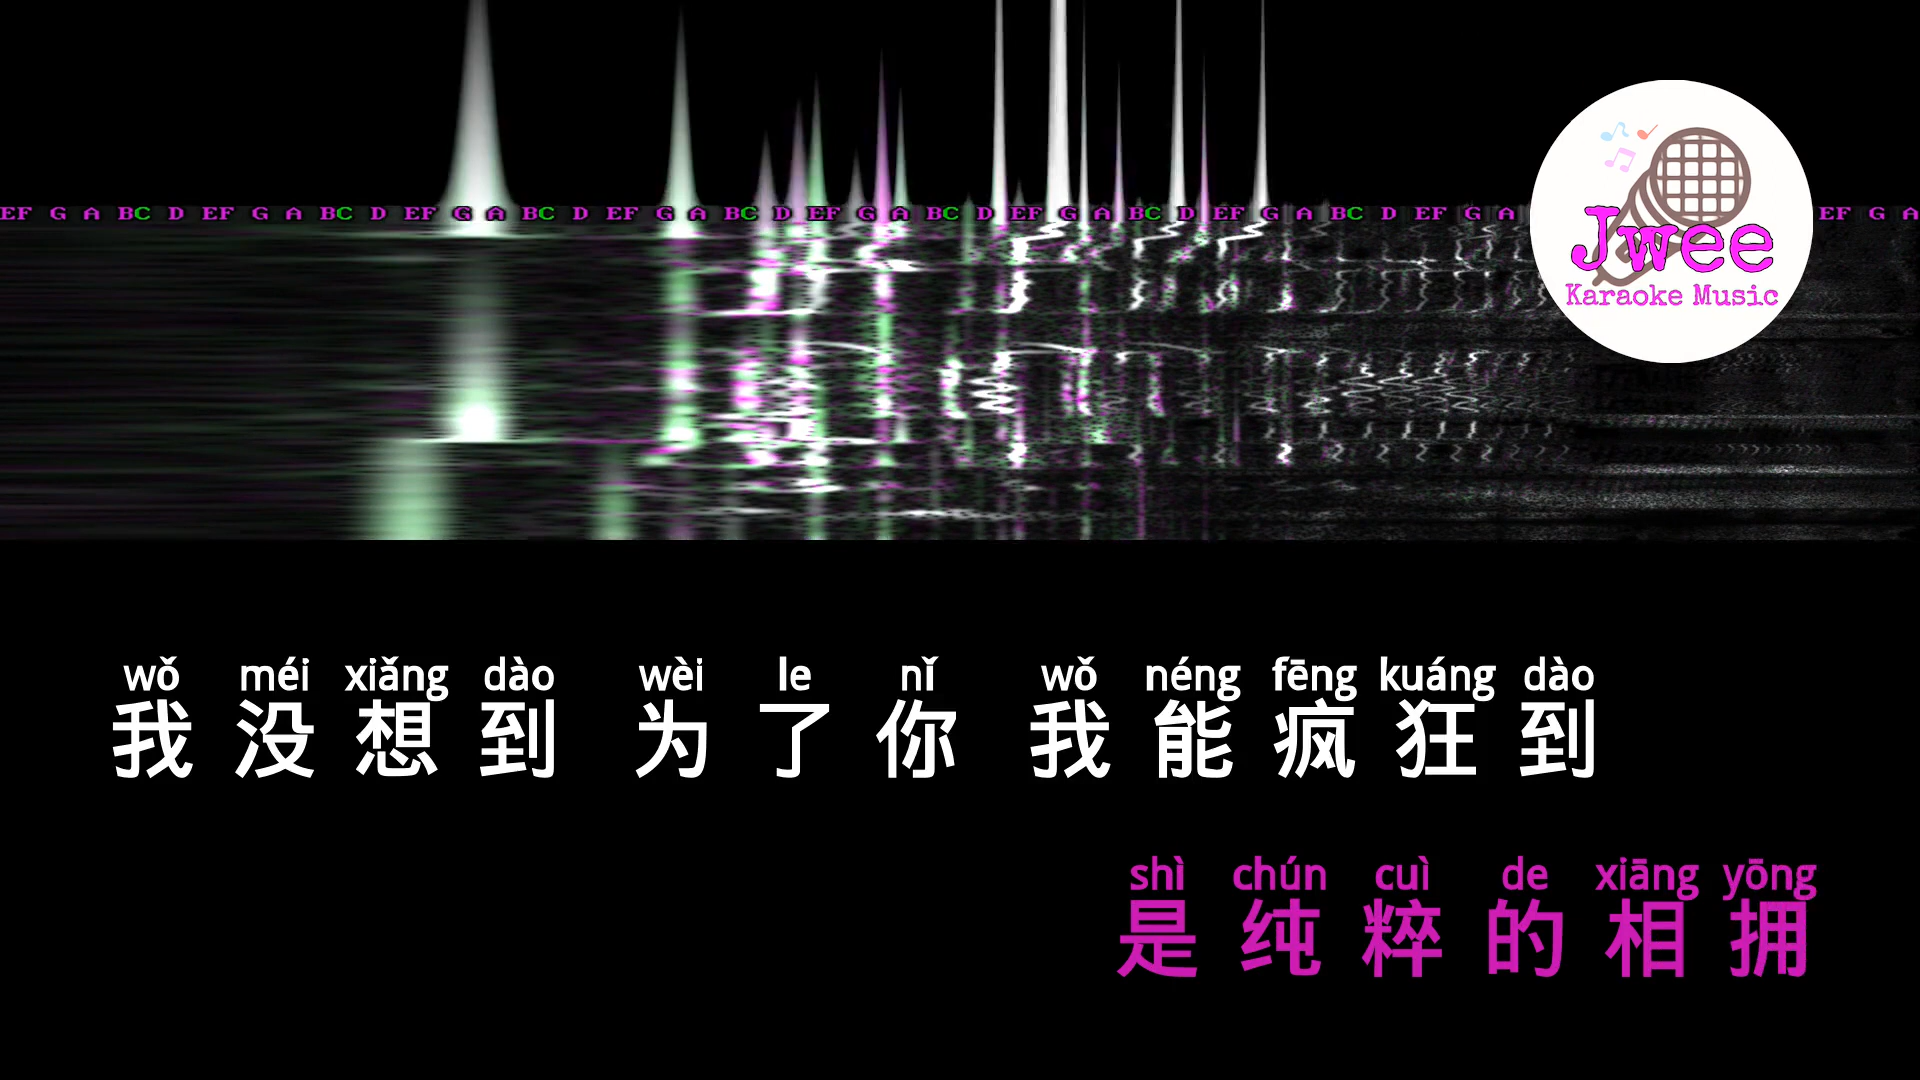 EF G A BC D EF G A BC D EF G A BC D EF G A BC D EF G A BC D EF G A BC D EF G A BC D EF G A EF G A
Jwee
Karaoke Music
wǒ méi xiǎng dào wèi le nǐ wǒ néng fēng kuáng dào
我 没 想 到 为 了 你 我 能 疯 狂 到
shì chún cuì de xiāng yōng
是 纯 粹 的 相 拥